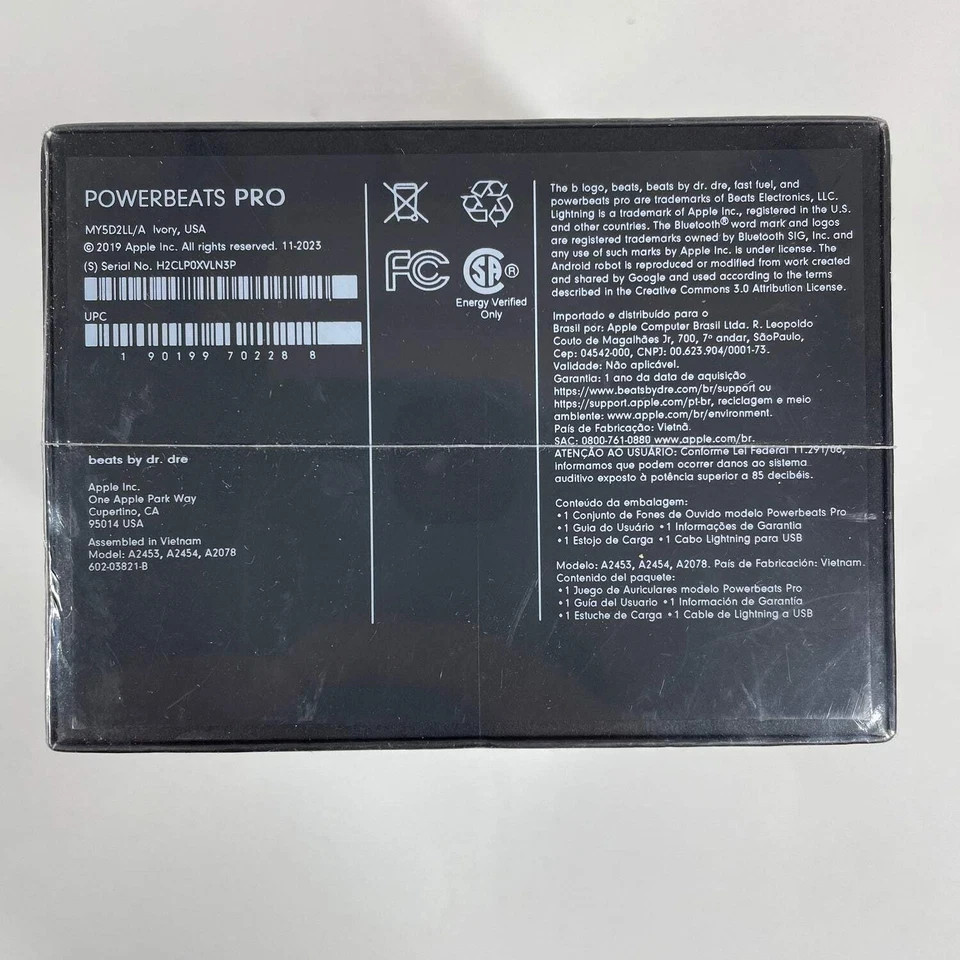 POWERBEATS PRO
MY5D2LL/A Ivory, USA
© 2019 Apple Inc. All rights reserved. 11-2023
(S) Serial No. H2CLP0XVLN3P
UPC
1 90199 70228 8
beats by dr. dre
Apple Inc.
One Apple Park Way
Cupertino, CA
95014 USA
Assembled in Vietnam
Model: A2453, A2454, A2078
602-03821-B
FC
SA ®
Energy Verified
Only
The b logo, beats, beats by dr. dre, fast fuel, and
powerbeats pro are trademarks of Beats Electronics, LLC.
Lightning is a trademark of Apple Inc., registered in the U.S.
and other countries. The Bluetooth® word mark and logos
are registered trademarks owned by Bluetooth SIG, Inc. and
any use of such marks by Apple Inc. is under license. The
Android robot is reproduced or modified from work created
and shared by Google and used according to the terms
described in the Creative Commons 3.0 Attribution License.
Importado e distribuído para o
Brasil por: Apple Computer Brasil Ltda. R. Leopoldo
Couto de Magalhães Jr, 700, 7º andar, SãoPaulo,
Cep: 04542-000, CNPJ: 00.623.904/0001-73.
Validade: Não aplicável.
Garantia: 1 ano da data de aquisição
https://www.beatsbydre.com/br/support ou
https://support.apple.com/pt-br, reciclagem e meio
ambiente: www.apple.com/br/environment.
País de Fabricação: Vietnã.
SAC: 0800-761-0880 www.apple.com/br.
ATENÇÃO AO USUÁRIO: Conforme Lei Federal 11.291/06,
informamos que podem ocorrer danos ao sistema
auditivo exposto à potência superior a 85 decibéis.
Conteúdo da embalagem:
• 1 Conjunto de Fones de Ouvido modelo Powerbeats Pro
• 1 Guia do Usuário • 1 Informações de Garantia
• 1 Estojo de Carga • 1 Cabo Lightning para USB
Modelo: A2453, A2454, A2078. País de Fabricación: Vietnam.
Contenido del paquete:
• 1 Juego de Auriculares modelo Powerbeats Pro
• 1 Guía del Usuario • 1 Información de Garantía
• 1 Estuche de Carga • 1 Cable de Lightning a USB